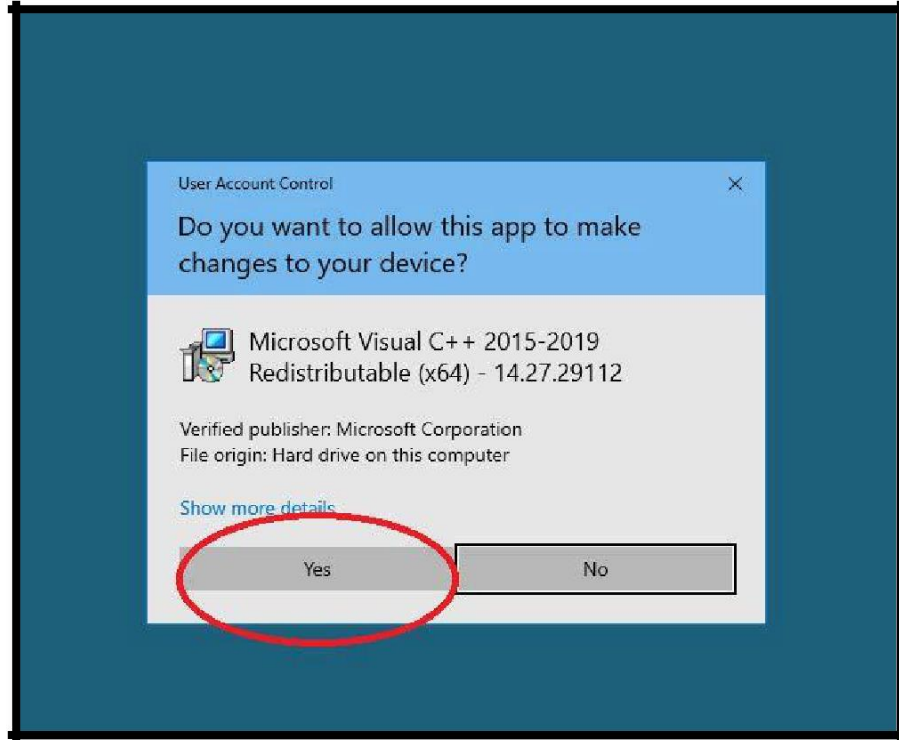 User Account Control
Do you want to allow this app to make
changes to your device?
Microsoft Visual C++ 2015-2019
Redistributable (x64) - 14.27.29112
Verified publisher: Microsoft Corporation
File origin: Hard drive on this computer
Show more details
Yes
No